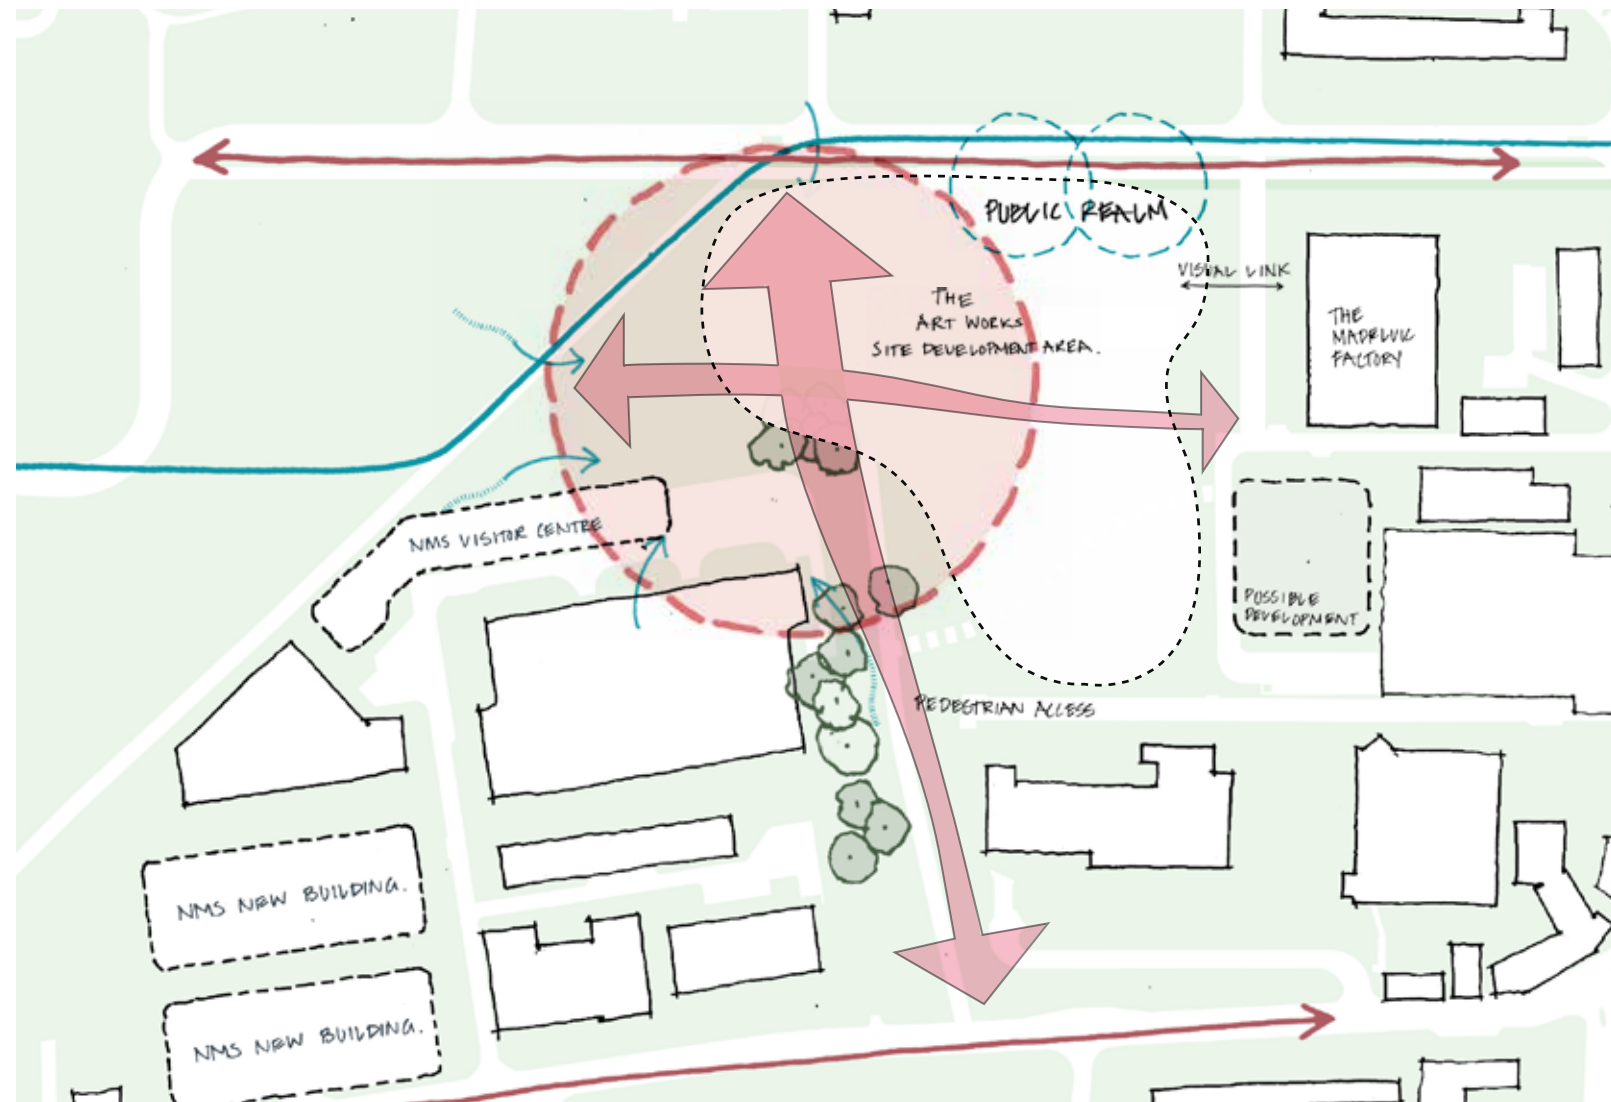 PUBLIC REALM
VISUAL LINK
THE
ART WORKS
SITE DEVELOPMENT AREA.
THE
MADELVIC
FACTORY
NMS VISITOR CENTRE
POSSIBLE
DEVELOPMENT
PEDESTRIAN ACCESS
NMS NEW BUILDING.
NMS NEW BUILDING.